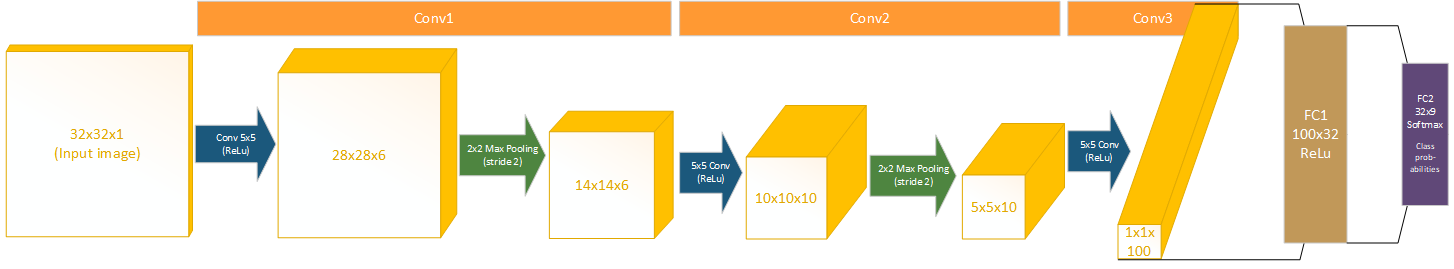 Conv1
Conv2
Conv3
32x32x1
(Input image)
Conv 5x5
(ReLu)
28x28x6
2x2 Max Pooling
(stride 2)
14x14x6
5x5 Conv
(ReLu)
10x10x10
2x2 Max Pooling
(stride 2)
5x5x10
5x5 Conv
(ReLu)
1x1x
100
FC1
100x32
ReLu
FC2
32x9
Softmax
Class
prob-
abilities